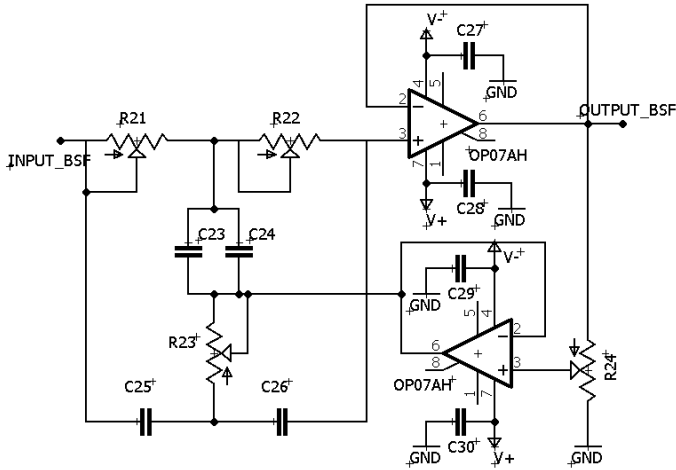 V-
C27
4
5
GND
2
6
OUTPUT_BSF
R21
R22
3
8
INPUT_BSF
OP07AH
7
1
C28
V+
GND
C23
C24
V-
C29
GND
5
4
2
R23
6
8
3
R24
OP07AH
C25
C26
1
7
C30
GND
V+
GND